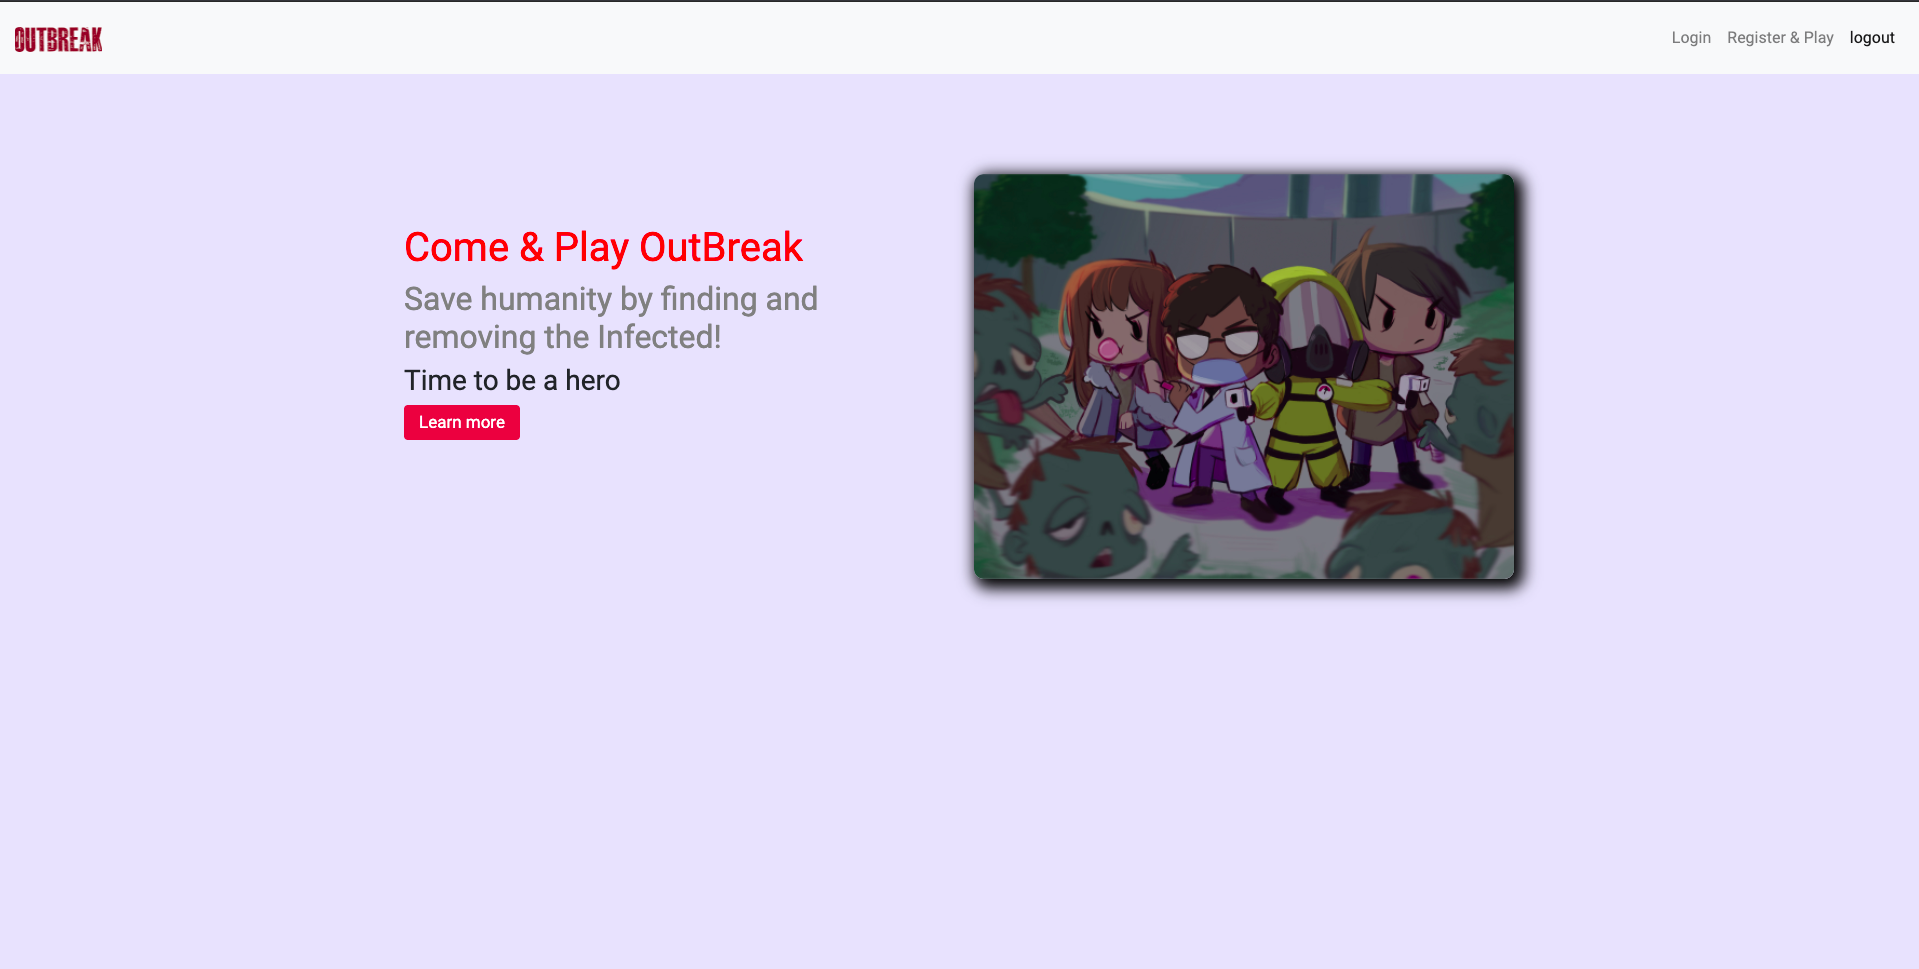 OUTBREAK
Login Register & Play logout
Come & Play OutBreak
Save humanity by finding and
removing the Infected!
Time to be a hero
Learn more